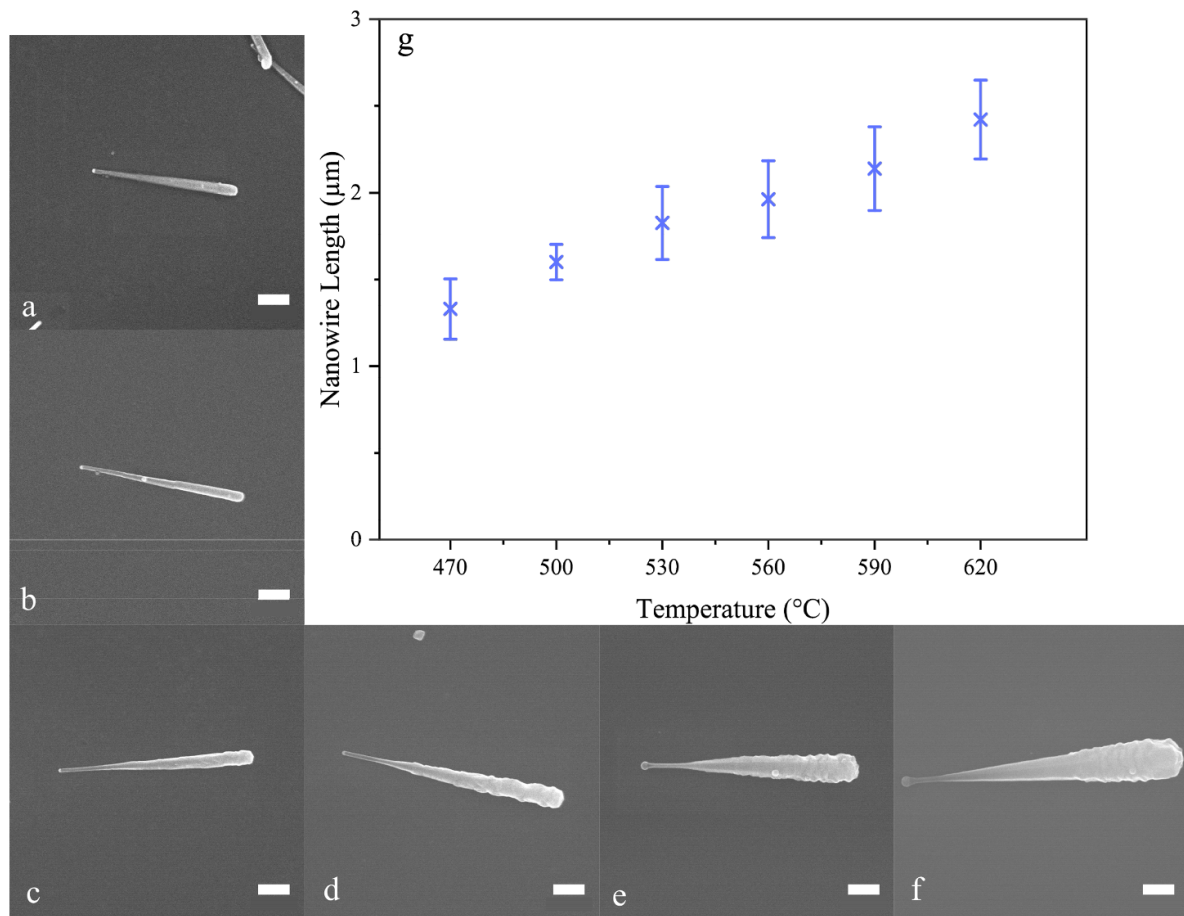 g
3
2
1
0
Nanowire Length (μm)
470 500 530 560 590 620
Temperature (°C)
a
b
c
d
e
f